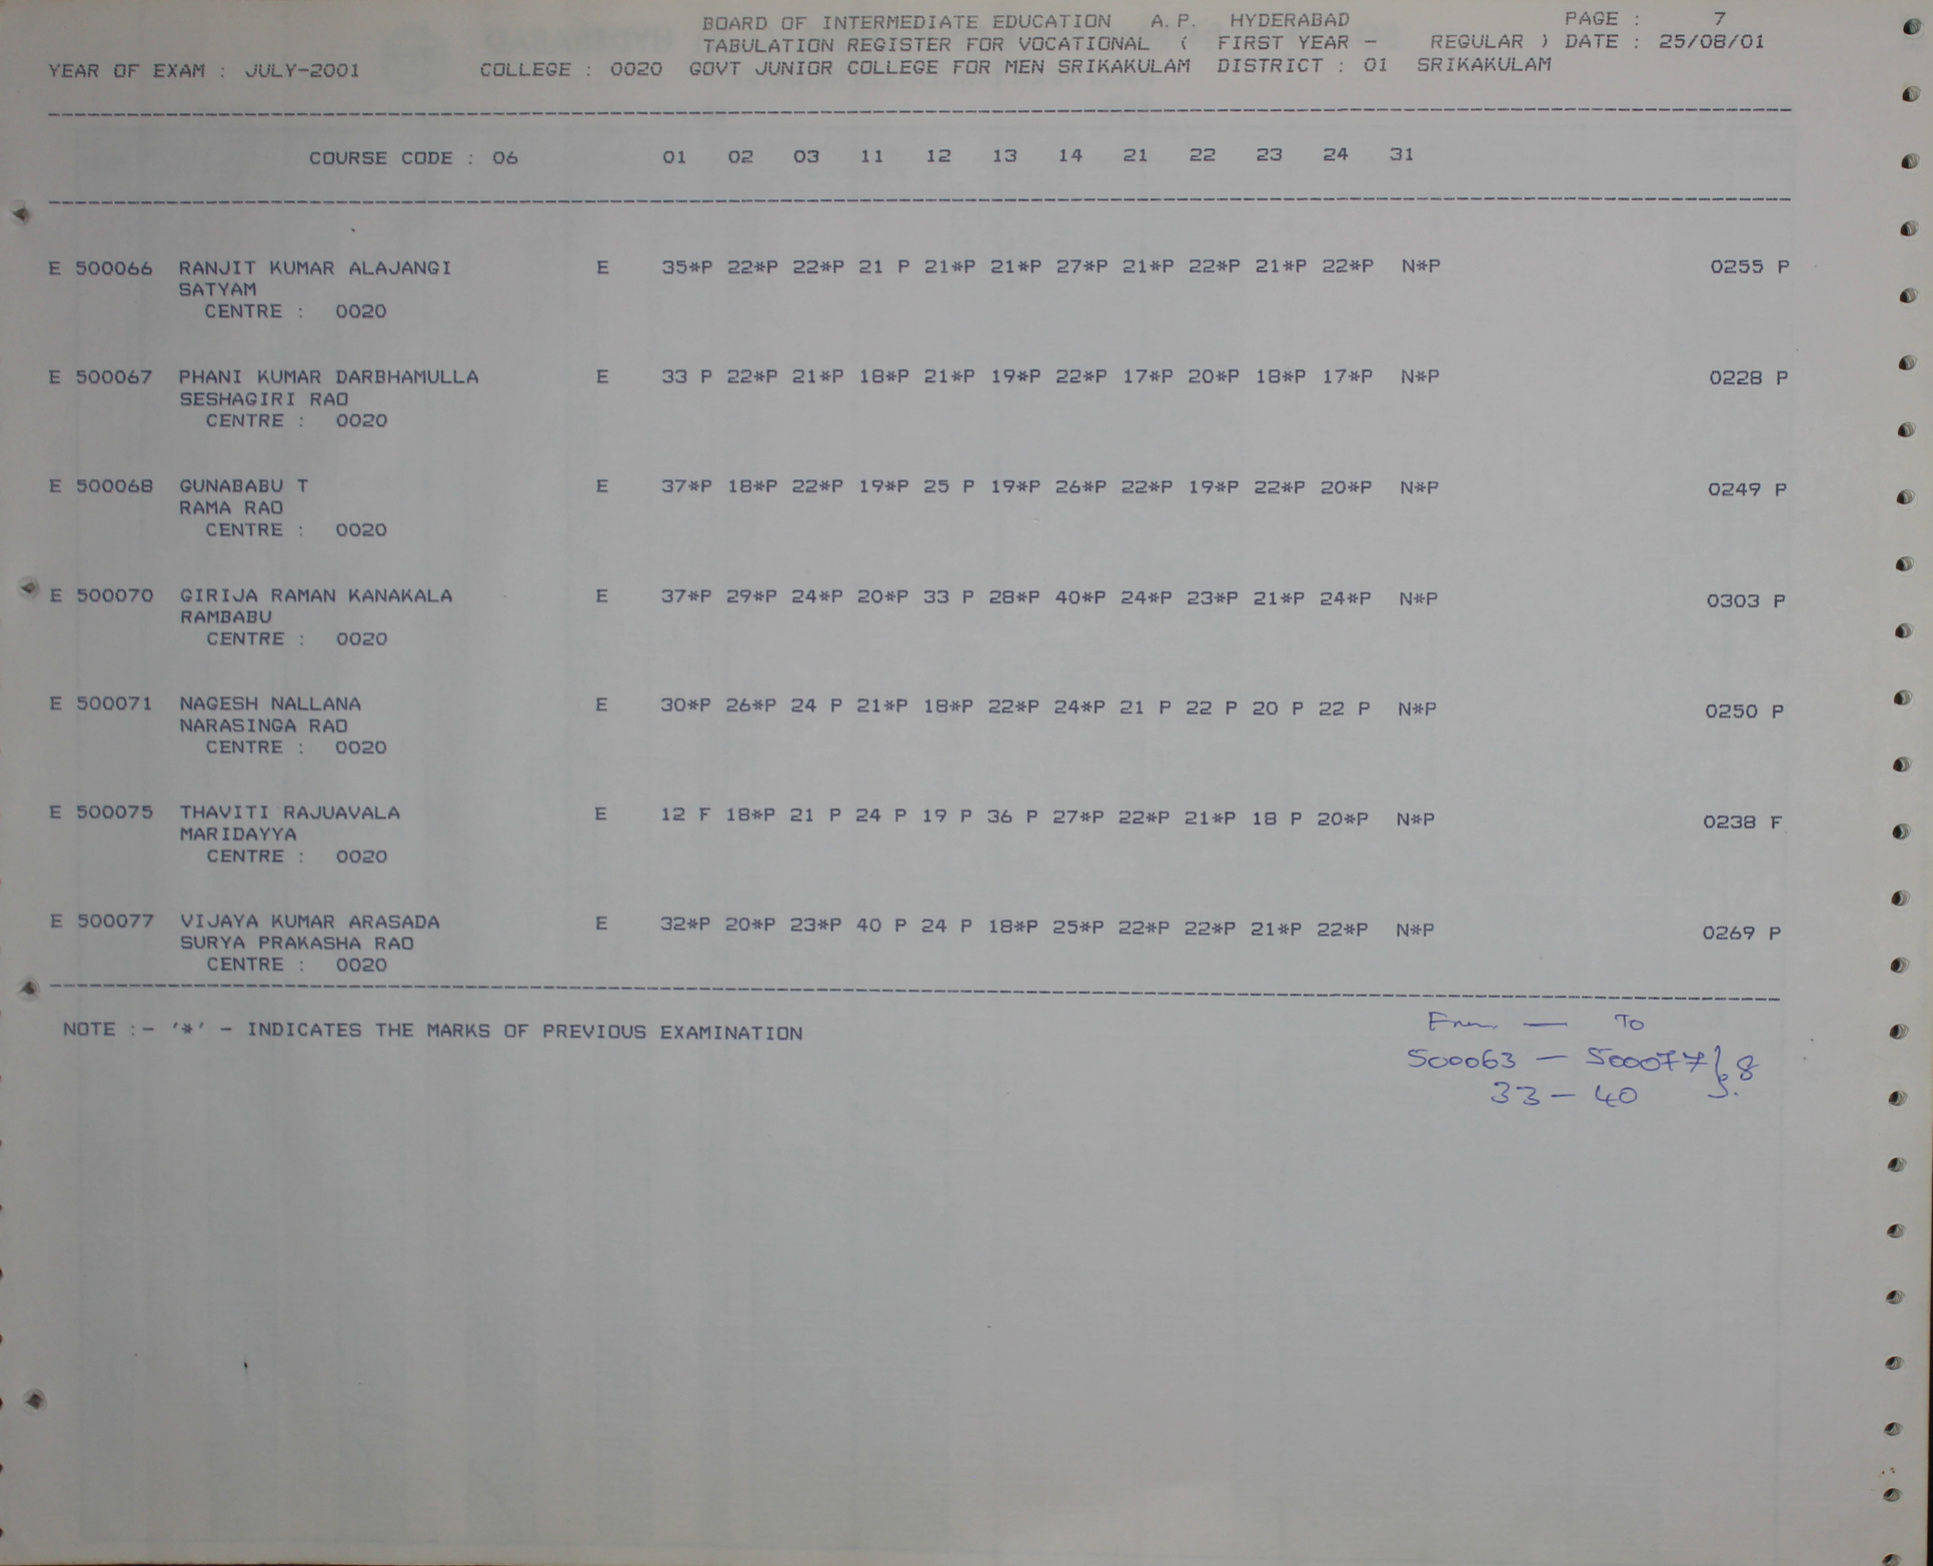 BOARD OF INTERMEDIATE EDUCATION A.P. HYDERABAD PAGE : 7
TABULATION REGISTER FOR VOCATIONAL ( FIRST YEAR - REGULAR ) DATE : 25/08/01
YEAR OF EXAM : JULY-2001 COLLEGE : 0020 GOVT JUNIOR COLLEGE FOR MEN SRIKAKULAM DISTRICT : 01 SRIKAKULAM
COURSE CODE : 06 01 02 03 11 12 13 14 21 22 23 24 31
E 500066 RANJIT KUMAR ALAJANGI E 35*P 22*P 22*P 21 P 21*P 21*P 27*P 21*P 22*P 21*P 22*P N*P 0255 P
SATYAM
CENTRE : 0020
E 500067 PHANI KUMAR DARBHAMULLA E 33 P 22*P 21*P 18*P 21*P 19*P 22*P 17*P 20*P 18*P 17*P N*P 0228 P
SESHAGIRI RAO
CENTRE : 0020
E 500068 GUNABABU T E 37*P 18*P 22*P 19*P 25 P 19*P 26*P 22*P 19*P 22*P 20*P N*P 0249 P
RAMA RAO
CENTRE : 0020
E 500070 GIRIJA RAMAN KANAKALA E 37*P 29*P 24*P 20*P 33 P 28*P 40*P 24*P 23*P 21*P 24*P N*P 0303 P
RAMBABU
CENTRE : 0020
E 500071 NAGESH NALLANA E 30*P 26*P 24 P 21*P 18*P 22*P 24*P 21 P 22 P 20 P 22 P N*P 0250 P
NARASINGA RAO
CENTRE : 0020
E 500075 THAVITI RAJUAVALA E 12 F 18*P 21 P 24 P 19 P 36 P 27*P 22*P 21*P 18 P 20*P N*P 0238 F
MARIDAYYA
CENTRE : 0020
E 500077 VIJAYA KUMAR ARASADA E 32*P 20*P 23*P 40 P 24 P 18*P 25*P 22*P 22*P 21*P 22*P N*P 0269 P
SURYA PRAKASHA RAO
CENTRE : 0020
NOTE :- '*' - INDICATES THE MARKS OF PREVIOUS EXAMINATION
From — To
500063 — 500077 } 8
33 — 40